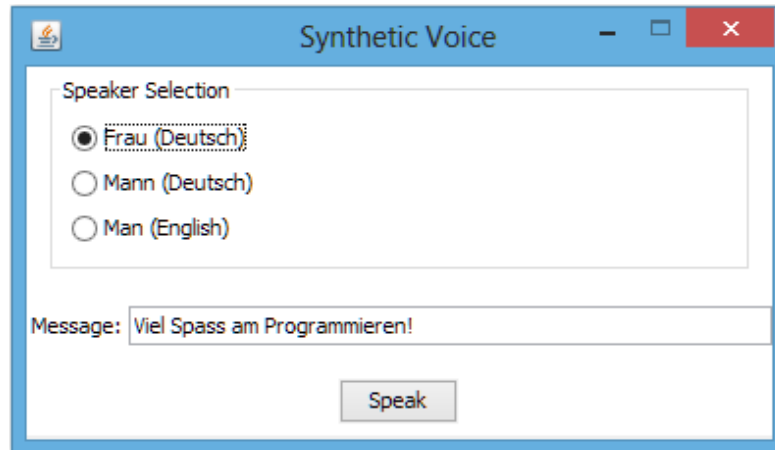 Synthetic Voice
Speaker Selection
Frau (Deutsch)
Mann (Deutsch)
Man (English)
Message: Viel Spass am Programmieren!
Speak